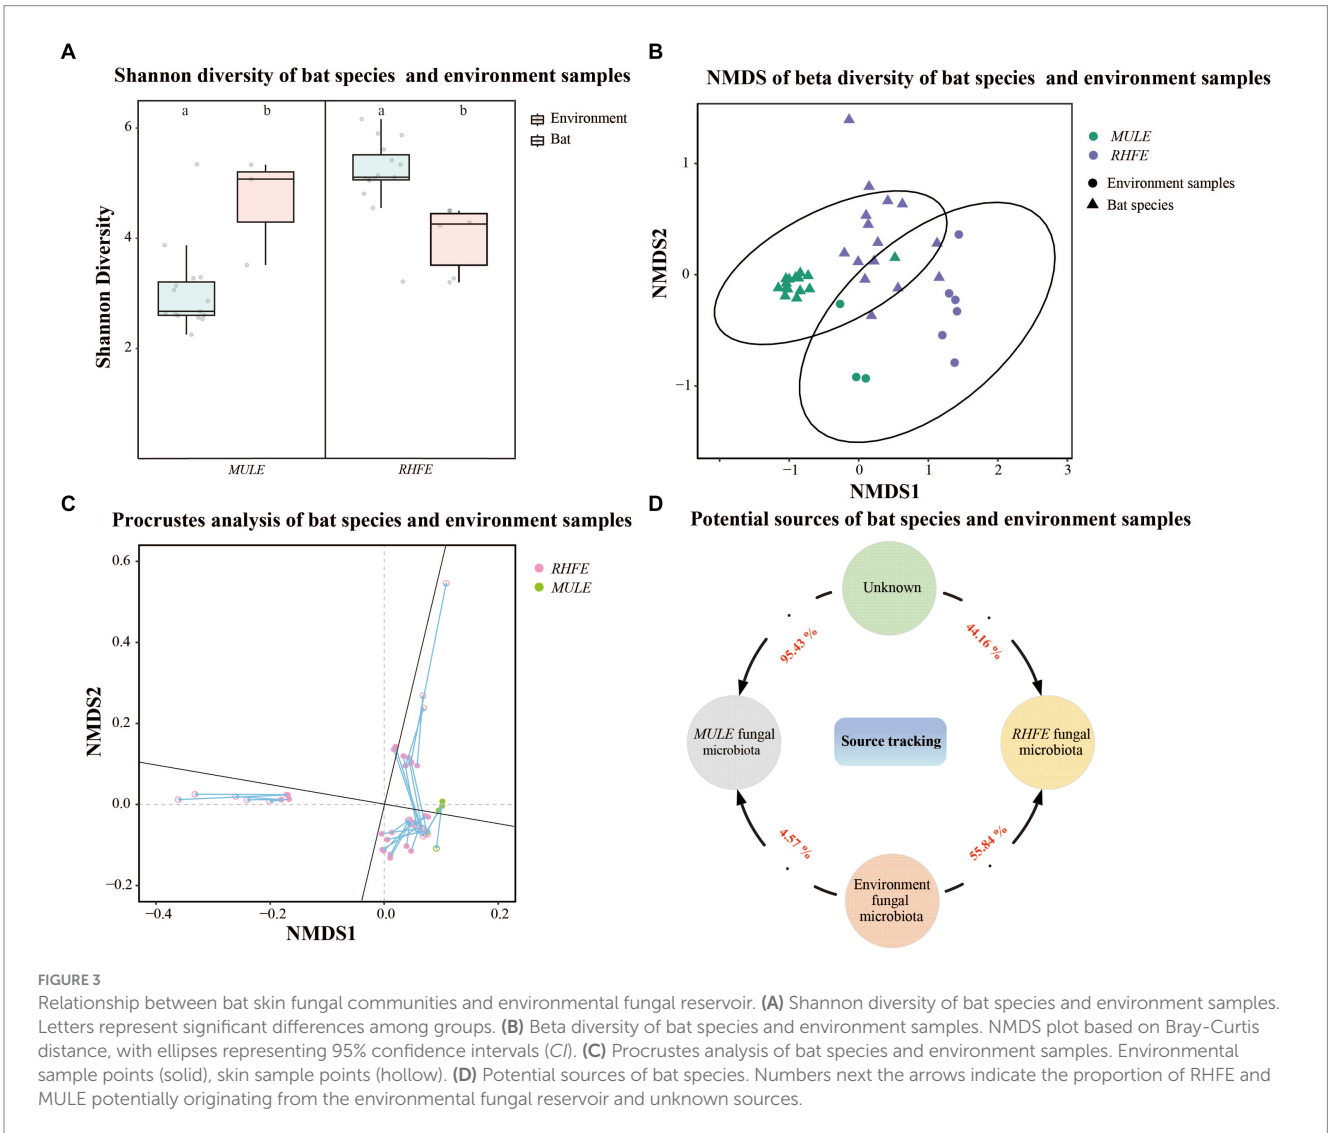 A
Shannon diversity of bat species and environment samples
a
b
a
b
6
4
2
Shannon Diversity
MULE
RHFE
Environment
Bat
B
NMDS of beta diversity of bat species and environment samples
1
0
−1
NMDS2
−1
0
1
2
3
NMDS1
MULE
RHFE
Environment samples
Bat species
C
Procrustes analysis of bat species and environment samples
0.6
0.4
0.2
0.0
−0.2
NMDS2
−0.4
−0.2
0.0
0.2
NMDS1
RHFE
MULE
D
Potential sources of bat species and environment samples
Unknown
95.43 %
44.16 %
MULE fungal
microbiota
Source tracking
RHFE fungal
microbiota
4.57 %
55.84 %
Environment
fungal
microbiota
FIGURE 3
Relationship between bat skin fungal communities and environmental fungal reservoir. (A) Shannon diversity of bat species and environment samples.
Letters represent significant differences among groups. (B) Beta diversity of bat species and environment samples. NMDS plot based on Bray-Curtis
distance, with ellipses representing 95% confidence intervals (CI). (C) Procrustes analysis of bat species and environment samples. Environmental
sample points (solid), skin sample points (hollow). (D) Potential sources of bat species. Numbers next the arrows indicate the proportion of RHFE and
MULE potentially originating from the environmental fungal reservoir and unknown sources.